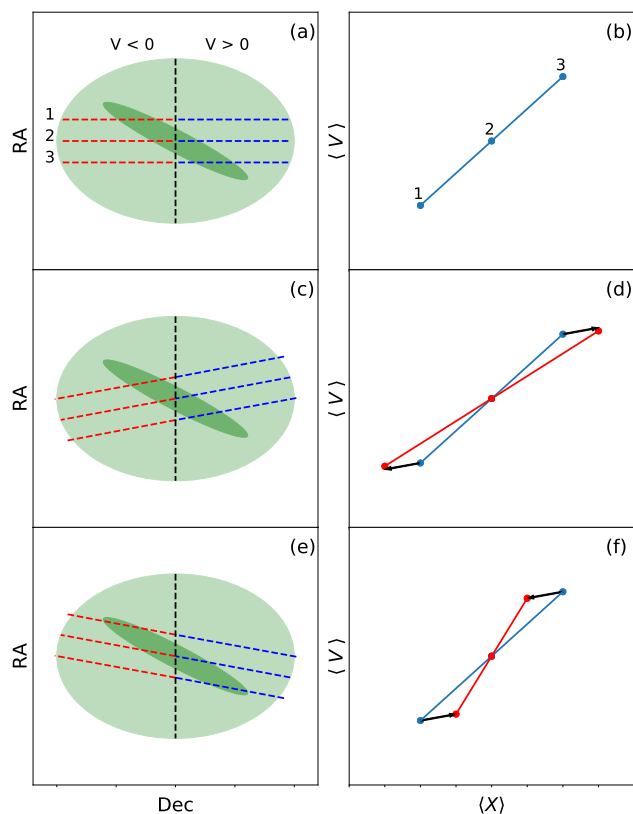 V < 0 V > 0 (a)
RA
1
2
3
(b)
⟨V⟩
1
2
3
(c)
RA
(d)
⟨V⟩
(e)
RA
Dec
(f)
⟨V⟩
⟨X⟩